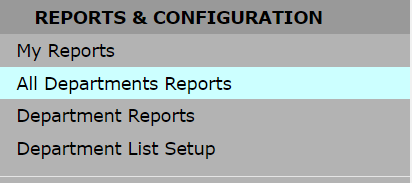 REPORTS & CONFIGURATION
My Reports
All Departments Reports
Department Reports
Department List Setup